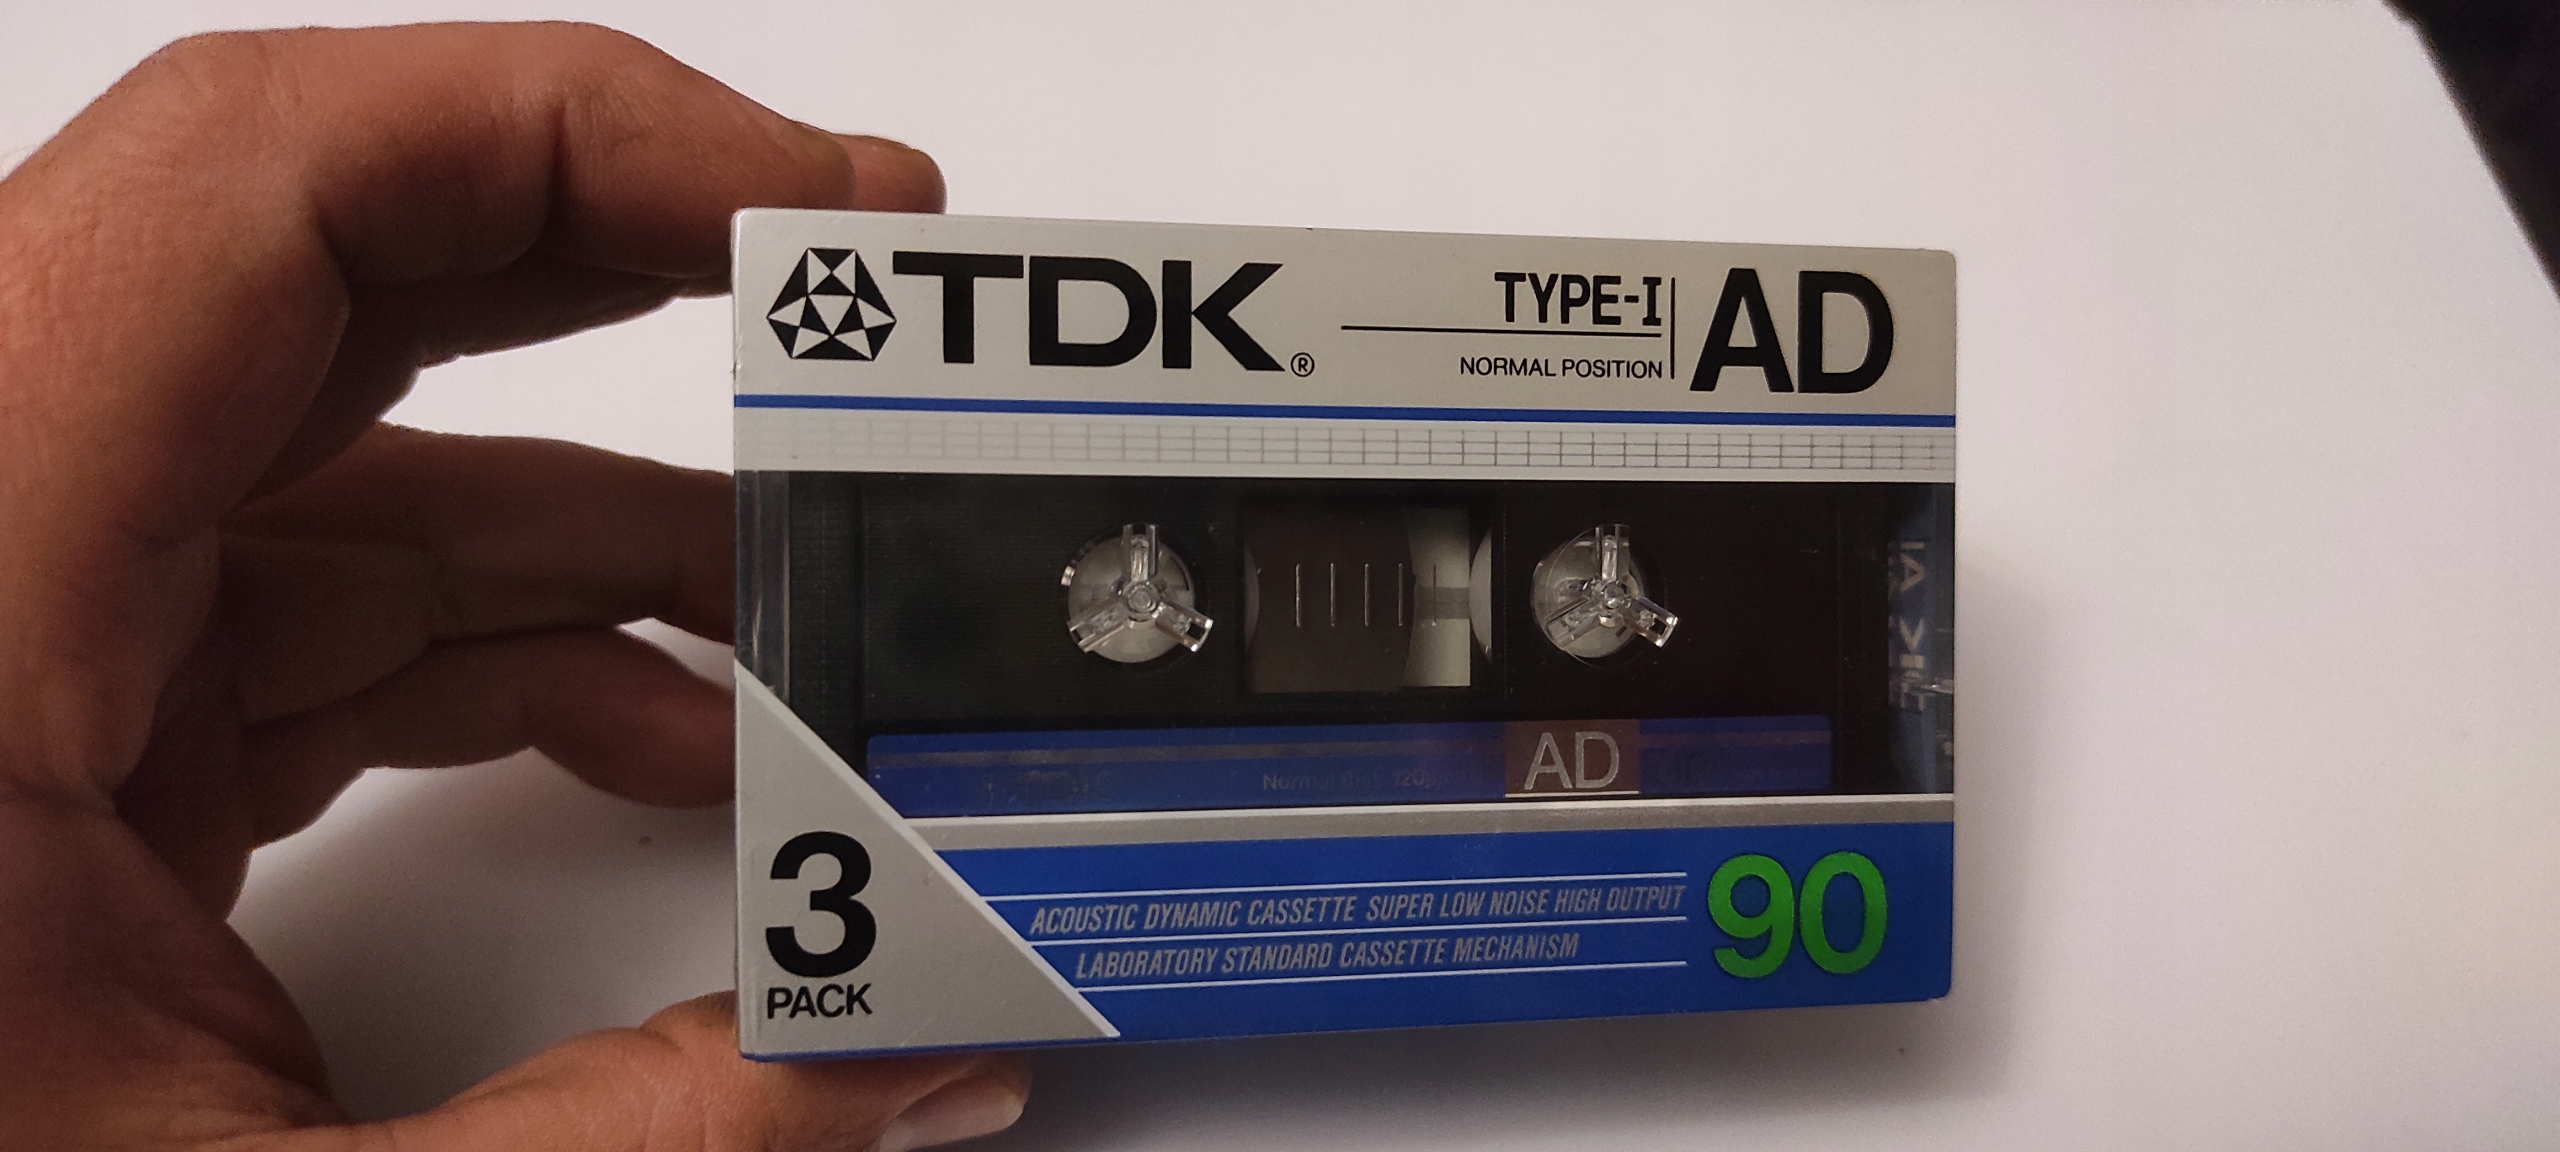 TDK®
TYPE-I
NORMAL POSITION
AD
AD
3
PACK
ACOUSTIC DYNAMIC CASSETTE SUPER LOW NOISE HIGH OUTPUT
LABORATORY STANDARD CASSETTE MECHANISM
90